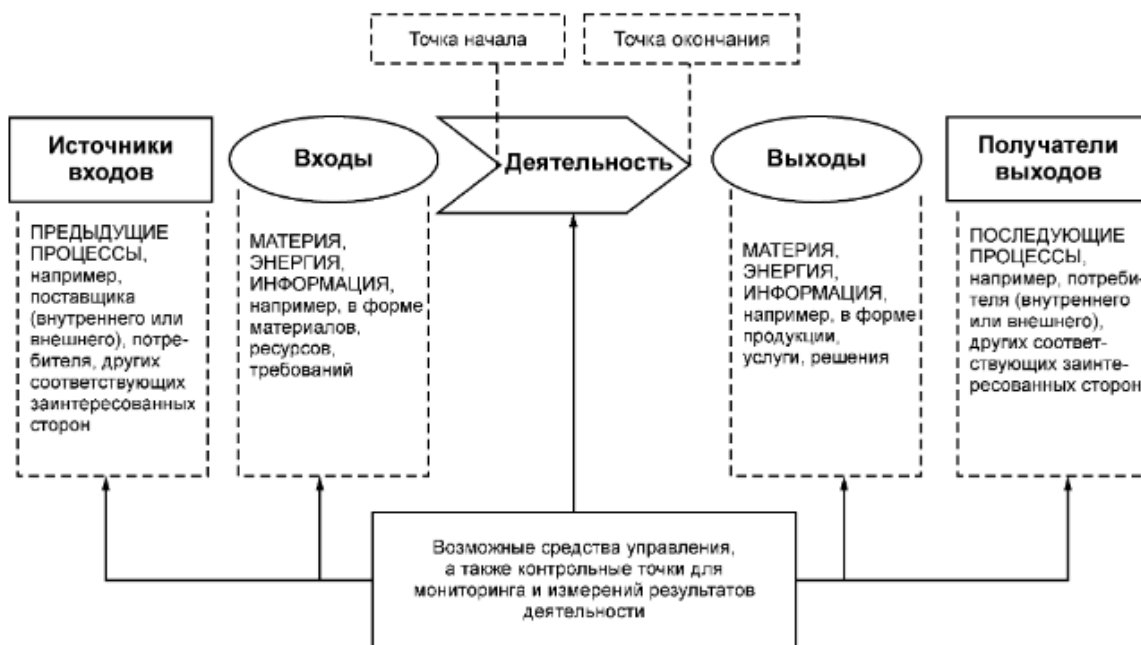 Точка начала
Точка окончания
Источники
входов
Входы
Деятельность
Выходы
Получатели
выходов
ПРЕДЫДУЩИЕ
ПРОЦЕССЫ,
например,
поставщика
(внутреннего или
внешнего), потре-
бителя, других
соответствующих
заинтересованных
сторон
МАТЕРИЯ,
ЭНЕРГИЯ,
ИНФОРМАЦИЯ,
например, в форме
материалов,
ресурсов,
требований
МАТЕРИЯ,
ЭНЕРГИЯ,
ИНФОРМАЦИЯ,
например, в форме
продукции,
услуги, решения
ПОСЛЕДУЮЩИЕ
ПРОЦЕССЫ,
например, потреби-
теля (внутреннего
или внешнего),
других соответ-
ствующих заинте-
ресованных сторон
Возможные средства управления,
а также контрольные точки для
мониторинга и измерений результатов
деятельности